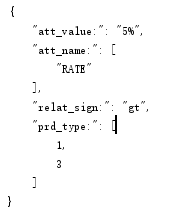 {
"att_value:": "5%",
"att_name:": [
"RATE"
],
"relat_sign:": "gt",
"prd_type:": [
1,
3
]
}